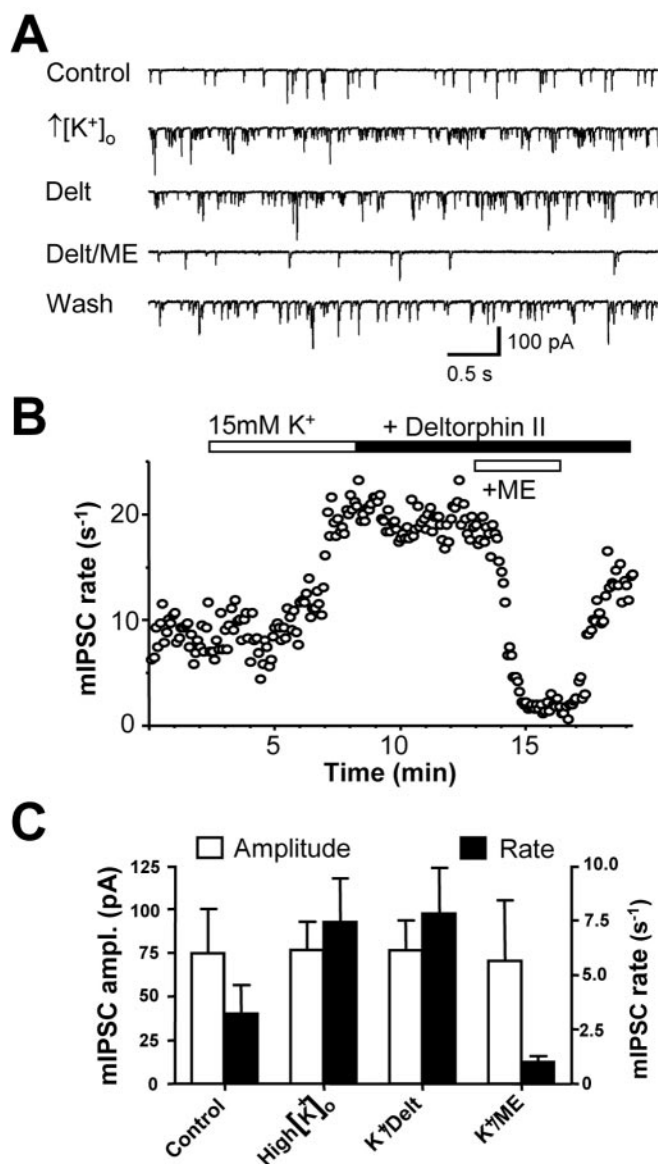 A
Control
↑[K⁺]ₒ
Delt
Delt/ME
Wash
100 pA
0.5 s
B
15mM K⁺ + Deltorphin II
+ME
mIPSC rate (s⁻¹)
20
10
0
5 10 15
Time (min)
C
Amplitude Rate
mIPSC ampl. (pA)
125
100
75
50
25
0
10.0
7.5
5.0
2.5
0
mIPSC rate (s⁻¹)
Control
High[K⁺]ₒ
K⁺/Delt
K⁺/ME